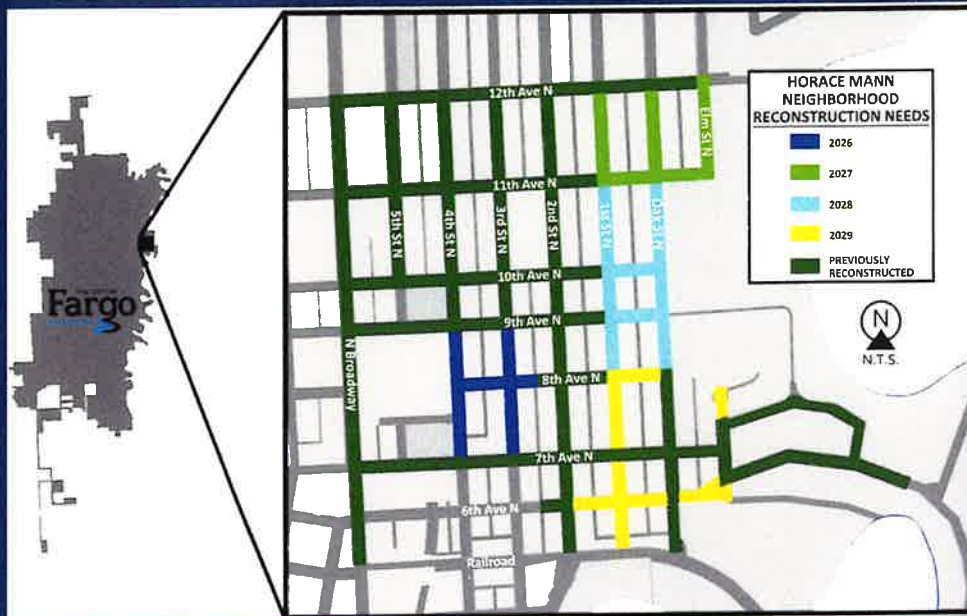 Fargo
12th Ave N
11th Ave N
10th Ave N
9th Ave N
8th Ave N
7th Ave N
6th Ave N
Railroad
N Broadway
5th St N
4th St N
3rd St N
2nd St N
1st St N
Oak St N
Elm St N
HORACE MANN
NEIGHBORHOOD
RECONSTRUCTION NEEDS
2026
2027
2028
2029
PREVIOUSLY
RECONSTRUCTED
N
N.T.S.